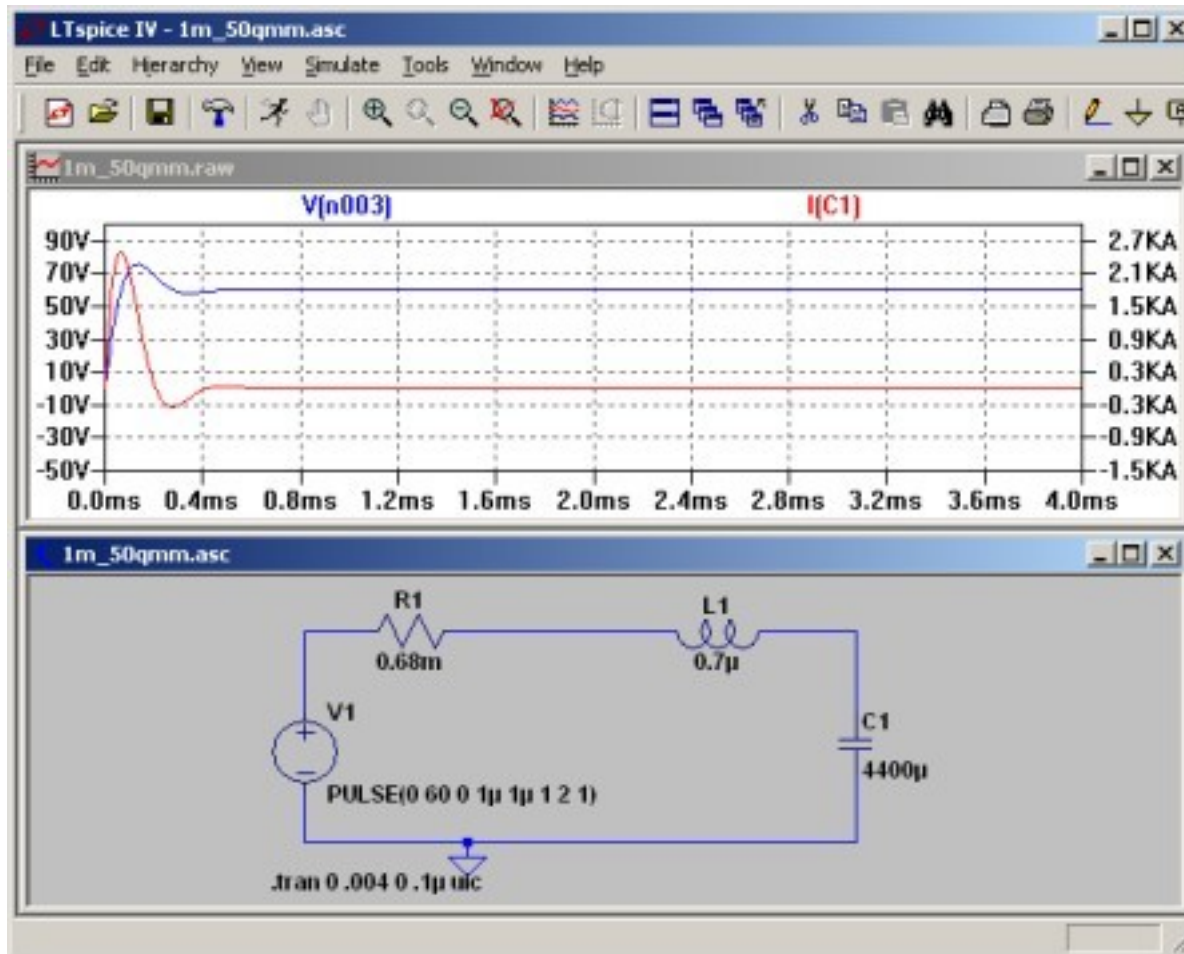 LTspice IV - 1m_50qmm.asc
File Edit Hierarchy View Simulate Tools Window Help
1m_50qmm.raw
V(n003) I(C1)
90V 2.7KA
70V 2.1KA
50V 1.5KA
30V 0.9KA
10V 0.3KA
-10V -0.3KA
-30V -0.9KA
-50V -1.5KA
0.0ms 0.4ms 0.8ms 1.2ms 1.6ms 2.0ms 2.4ms 2.8ms 3.2ms 3.6ms 4.0ms
1m_50qmm.asc
R1
0.68m
L1
0.7µ
V1
PULSE(0 60 0 1µ 1µ 1 2 1)
C1
4400µ
.tran 0 .004 0 .1µ uic